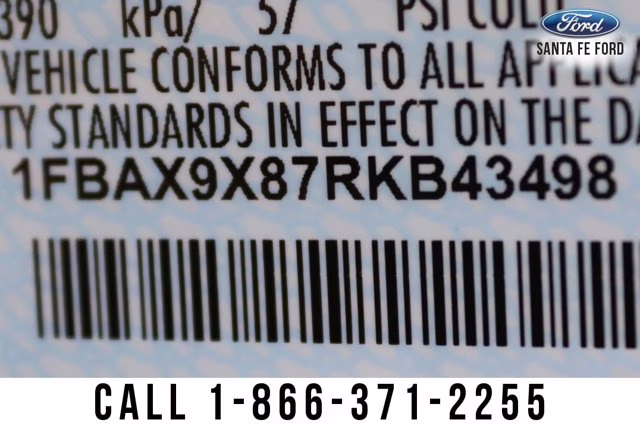 390 kPa/ 57 PSI COLD
Ford
SANTA FE FORD
VEHICLE CONFORMS TO ALL APPLICA
TY STANDARDS IN EFFECT ON THE DA
1FBAX9X87RKB43498
CALL 1-866-371-2255